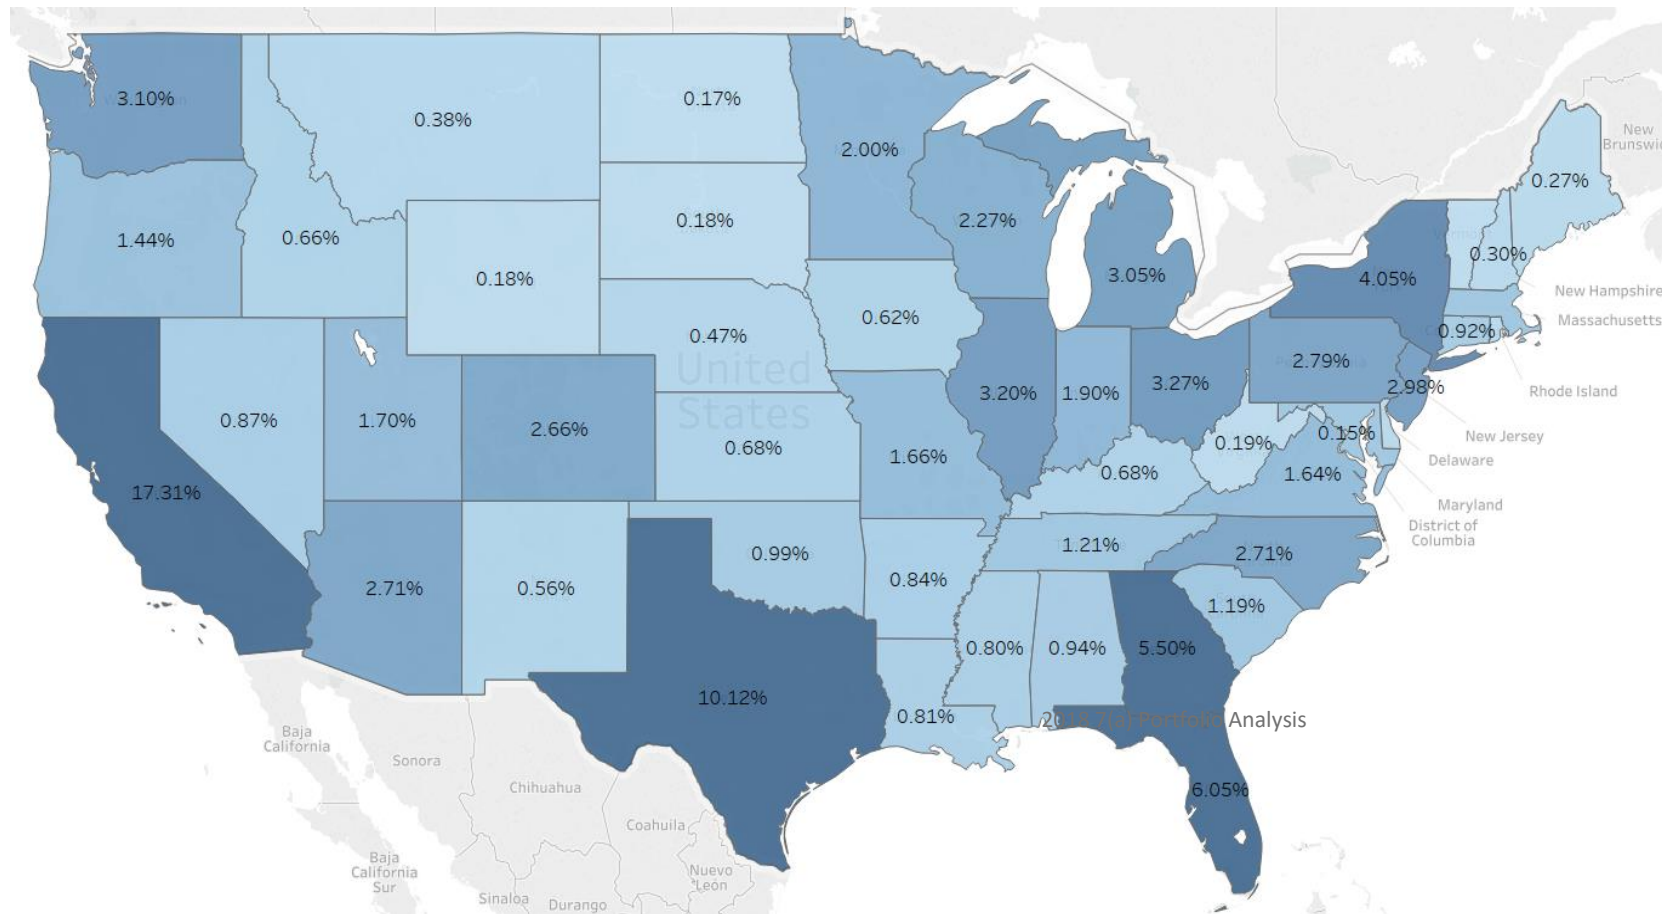 3.10%
0.38%
0.17%
2.00%
New
Brunswic
0.27%
1.44%
0.66%
0.18%
0.18%
2.27%
3.05%
4.05%
0.30%
New Hampshire
Massachusetts
0.47%
0.62%
0.92%
United
States
0.87%
1.70%
2.66%
0.68%
1.66%
3.20%
1.90%
3.27%
2.79%
2.98%
Rhode Island
New Jersey
Delaware
Maryland
District of
Columbia
0.19%
0.15%
0.68%
1.64%
17.31%
2.71%
0.56%
0.99%
0.84%
1.21%
2.71%
1.19%
10.12%
0.81%
0.80%
0.94%
5.50%
Portfolio Analysis
6.05%
Baja
California
Sonora
Chihuahua
Coahuila
Baja
California
Sur
Sinaloa
Durango
Nuevo
León